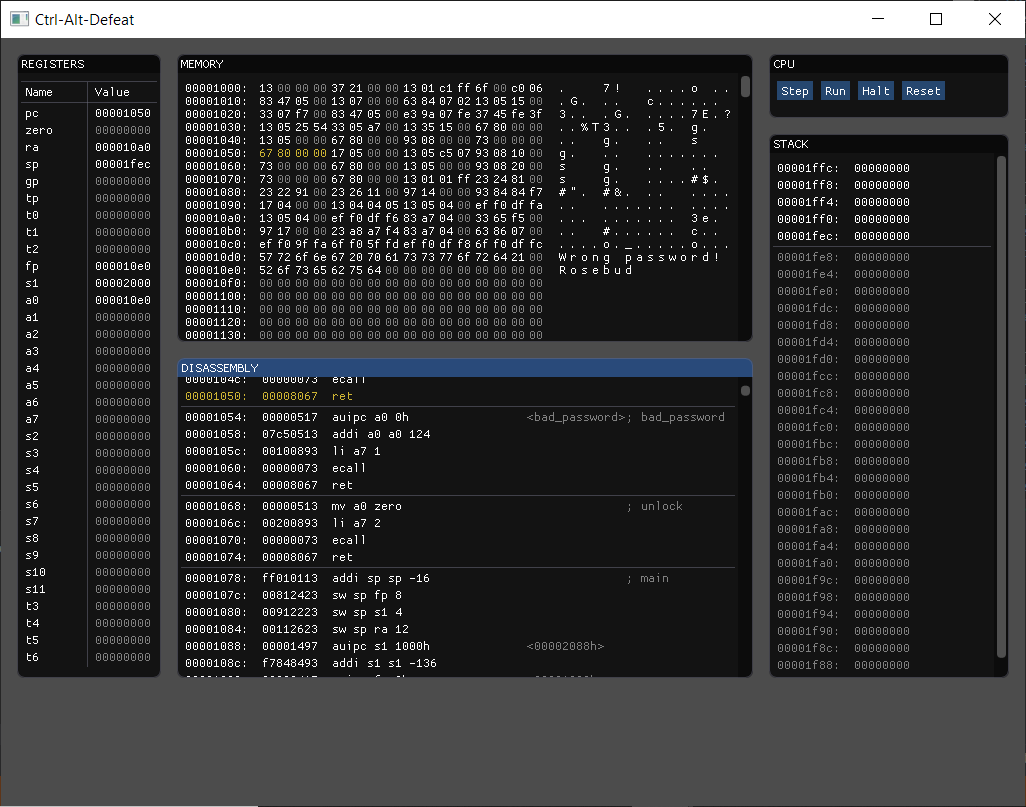 Ctrl-Alt-Defeat
REGISTERS
Name Value
pc 00001050
zero 00000000
ra 000010a0
sp 00001fec
gp 00000000
tp 00000000
t0 00000000
t1 00000000
t2 00000000
fp 000010e0
s1 00002000
a0 000010e0
a1 00000000
a2 00000000
a3 00000000
a4 00000000
a5 00000000
a6 00000000
a7 00000000
s2 00000000
s3 00000000
s4 00000000
s5 00000000
s6 00000000
s7 00000000
s8 00000000
s9 00000000
s10 00000000
s11 00000000
t3 00000000
t4 00000000
t5 00000000
t6 00000000
MEMORY
00001000: 13 00 00 00 37 21 00 00 13 01 c1 ff 6f 00 c0 06 . 7! ....o ..
00001010: 83 47 05 00 13 07 00 00 63 84 07 02 13 05 15 00 .G. .. c......
00001020: 33 07 f7 00 83 47 05 00 e3 9a 07 fe 37 45 fe 3f 3.. .G. ....7E.?
00001030: 13 05 25 54 33 05 a7 00 13 35 15 00 67 80 00 00 ..%T3.. .5. g.
00001040: 13 05 00 00 67 80 00 00 93 08 00 00 73 00 00 00 .. g. .. s
00001050: 67 80 00 00 17 05 00 00 13 05 c5 07 93 08 10 00 g. .. .......
00001060: 73 00 00 00 67 80 00 00 13 05 00 00 93 08 20 00 s g. .. ..
00001070: 73 00 00 00 67 80 00 00 13 01 01 ff 23 24 81 00 s g. ....#$.
00001080: 23 22 91 00 23 26 11 00 97 14 00 00 93 84 84 f7 #". #&. .. ....
00001090: 17 04 00 00 13 04 04 05 13 05 04 00 ef f0 df fa .. ....... ....
000010a0: 13 05 04 00 ef f0 df f6 83 a7 04 00 33 65 f5 00 ... ....... 3e.
000010b0: 97 17 00 00 23 a8 a7 f4 83 a7 04 00 63 86 07 00 .. #...... c..
000010c0: ef f0 9f fa 6f f0 5f fd ef f0 df f8 6f f0 df fc ....o._.....o...
000010d0: 57 72 6f 6e 67 20 70 61 73 73 77 6f 72 64 21 00 Wrong password!
000010e0: 52 6f 73 65 62 75 64 00 00 00 00 00 00 00 00 00 Rosebud
000010f0: 00 00 00 00 00 00 00 00 00 00 00 00 00 00 00 00
00001100: 00 00 00 00 00 00 00 00 00 00 00 00 00 00 00 00
00001110: 00 00 00 00 00 00 00 00 00 00 00 00 00 00 00 00
00001120: 00 00 00 00 00 00 00 00 00 00 00 00 00 00 00 00
00001130: 00 00 00 00 00 00 00 00 00 00 00 00 00 00 00 00
DISASSEMBLY
0000104c: 00000073 ecall
00001050: 00008067 ret
00001054: 00000517 auipc a0 0h <bad_password>; bad_password
00001058: 07c50513 addi a0 a0 124
0000105c: 00100893 li a7 1
00001060: 00000073 ecall
00001064: 00008067 ret
00001068: 00000513 mv a0 zero ; unlock
0000106c: 00200893 li a7 2
00001070: 00000073 ecall
00001074: 00008067 ret
00001078: ff010113 addi sp sp -16 ; main
0000107c: 00812423 sw sp fp 8
00001080: 00912223 sw sp s1 4
00001084: 00112623 sw sp ra 12
00001088: 00001497 auipc s1 1000h <00002088h>
0000108c: f7848493 addi s1 s1 -136
CPU
Step Run Halt Reset
STACK
00001ffc: 00000000
00001ff8: 00000000
00001ff4: 00000000
00001ff0: 00000000
00001fec: 00000000
00001fe8: 00000000
00001fe4: 00000000
00001fe0: 00000000
00001fdc: 00000000
00001fd8: 00000000
00001fd4: 00000000
00001fd0: 00000000
00001fcc: 00000000
00001fc8: 00000000
00001fc4: 00000000
00001fc0: 00000000
00001fbc: 00000000
00001fb8: 00000000
00001fb4: 00000000
00001fb0: 00000000
00001fac: 00000000
00001fa8: 00000000
00001fa4: 00000000
00001fa0: 00000000
00001f9c: 00000000
00001f98: 00000000
00001f94: 00000000
00001f90: 00000000
00001f8c: 00000000
00001f88: 00000000